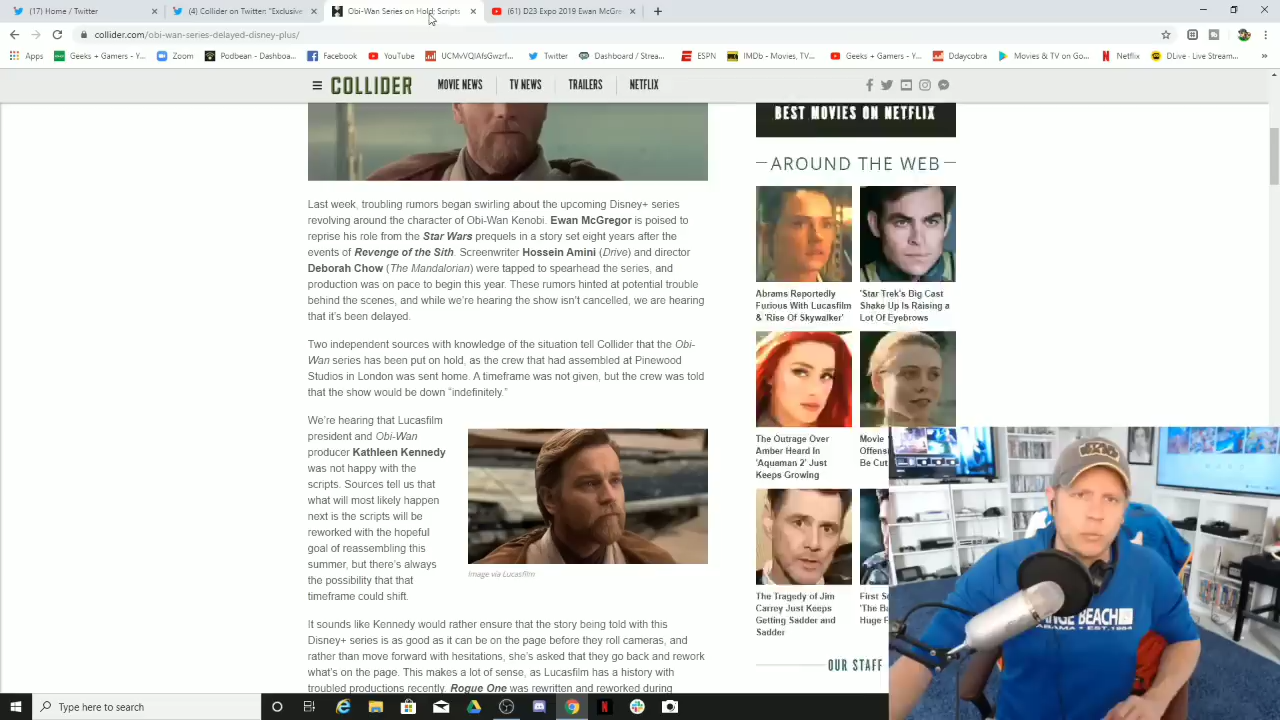 (17) Home / Twitter
(4) Collider on Twitter "Exclusive
Obi-Wan Series on Hold; Scripts
(61) D23 Expo 2019 Ewan McGre
collider.com/obi-wan-series-delayed-disney-plus/
Apps
Geeks + Gamers - Y...
Zoom
Podbean - Dashboa...
Facebook
YouTube
Twitter
Dashboard / Strea...
ESPN
IMDb - Movies, TV...
Geeks + Gamers - Y...
Ddaycobra
Movies & TV on Go...
Netflix
DLive · Live Stream...
COLLIDER
MOVIE NEWS
TV NEWS
TRAILERS
NETFLIX
BEST MOVIES ON NETFLIX
AROUND THE WEB
Last week, troubling rumors began swirling about the upcoming Disney+ series
revolving around the character of Obi-Wan Kenobi. Ewan McGregor is poised to
reprise his role from the Star Wars prequels in a story set eight years after the
events of Revenge of the Sith. Screenwriter Hossein Amini (Drive) and director
Deborah Chow (The Mandalorian) were tapped to spearhead the series, and
production was on pace to begin this year. These rumors hinted at potential trouble
behind the scenes, and while we're hearing the show isn't cancelled, we are hearing
that it's been delayed.
Two independent sources with knowledge of the situation tell Collider that the Obi-
Wan series has been put on hold, as the crew that had assembled at Pinewood
Studios in London was sent home. A timeframe was not given, but the crew was told
that the show would be down “indefinitely.”
We're hearing that Lucasfilm
president and Obi-Wan
producer Kathleen Kennedy
was not happy with the
scripts. Sources tell us that
what will most likely happen
next is the scripts will be
reworked with the hopeful
goal of reassembling this
summer, but there's always
the possibility that that
timeframe could shift.
Image via Lucasfilm
It sounds like Kennedy would rather ensure that the story being told with this
Disney+ series is as good as it can be on the page before they roll cameras, and
rather than move forward with hesitations, she's asked that they go back and rework
what's on the page. This makes a lot of sense, as Lucasfilm has a history with
troubled productions recently. Rogue One was rewritten and reworked during
Abrams Reportedly
Furious With Lucasfilm
& 'Rise Of Skywalker'
'Star Trek's Big Cast
Shake Up Is Raising a
Lot Of Eyebrows
The Outrage Over
Amber Heard In
'Aquaman 2' Just
Keeps Growing
Movie
Offens
Be Cut
The Tragedy of Jim
Carrey Just Keeps
Getting Sadder and
Sadder
First S
'The Ba
Huge F
OUR STAFF
NGE BEACH
BAMA · EST.1984
Type here to search